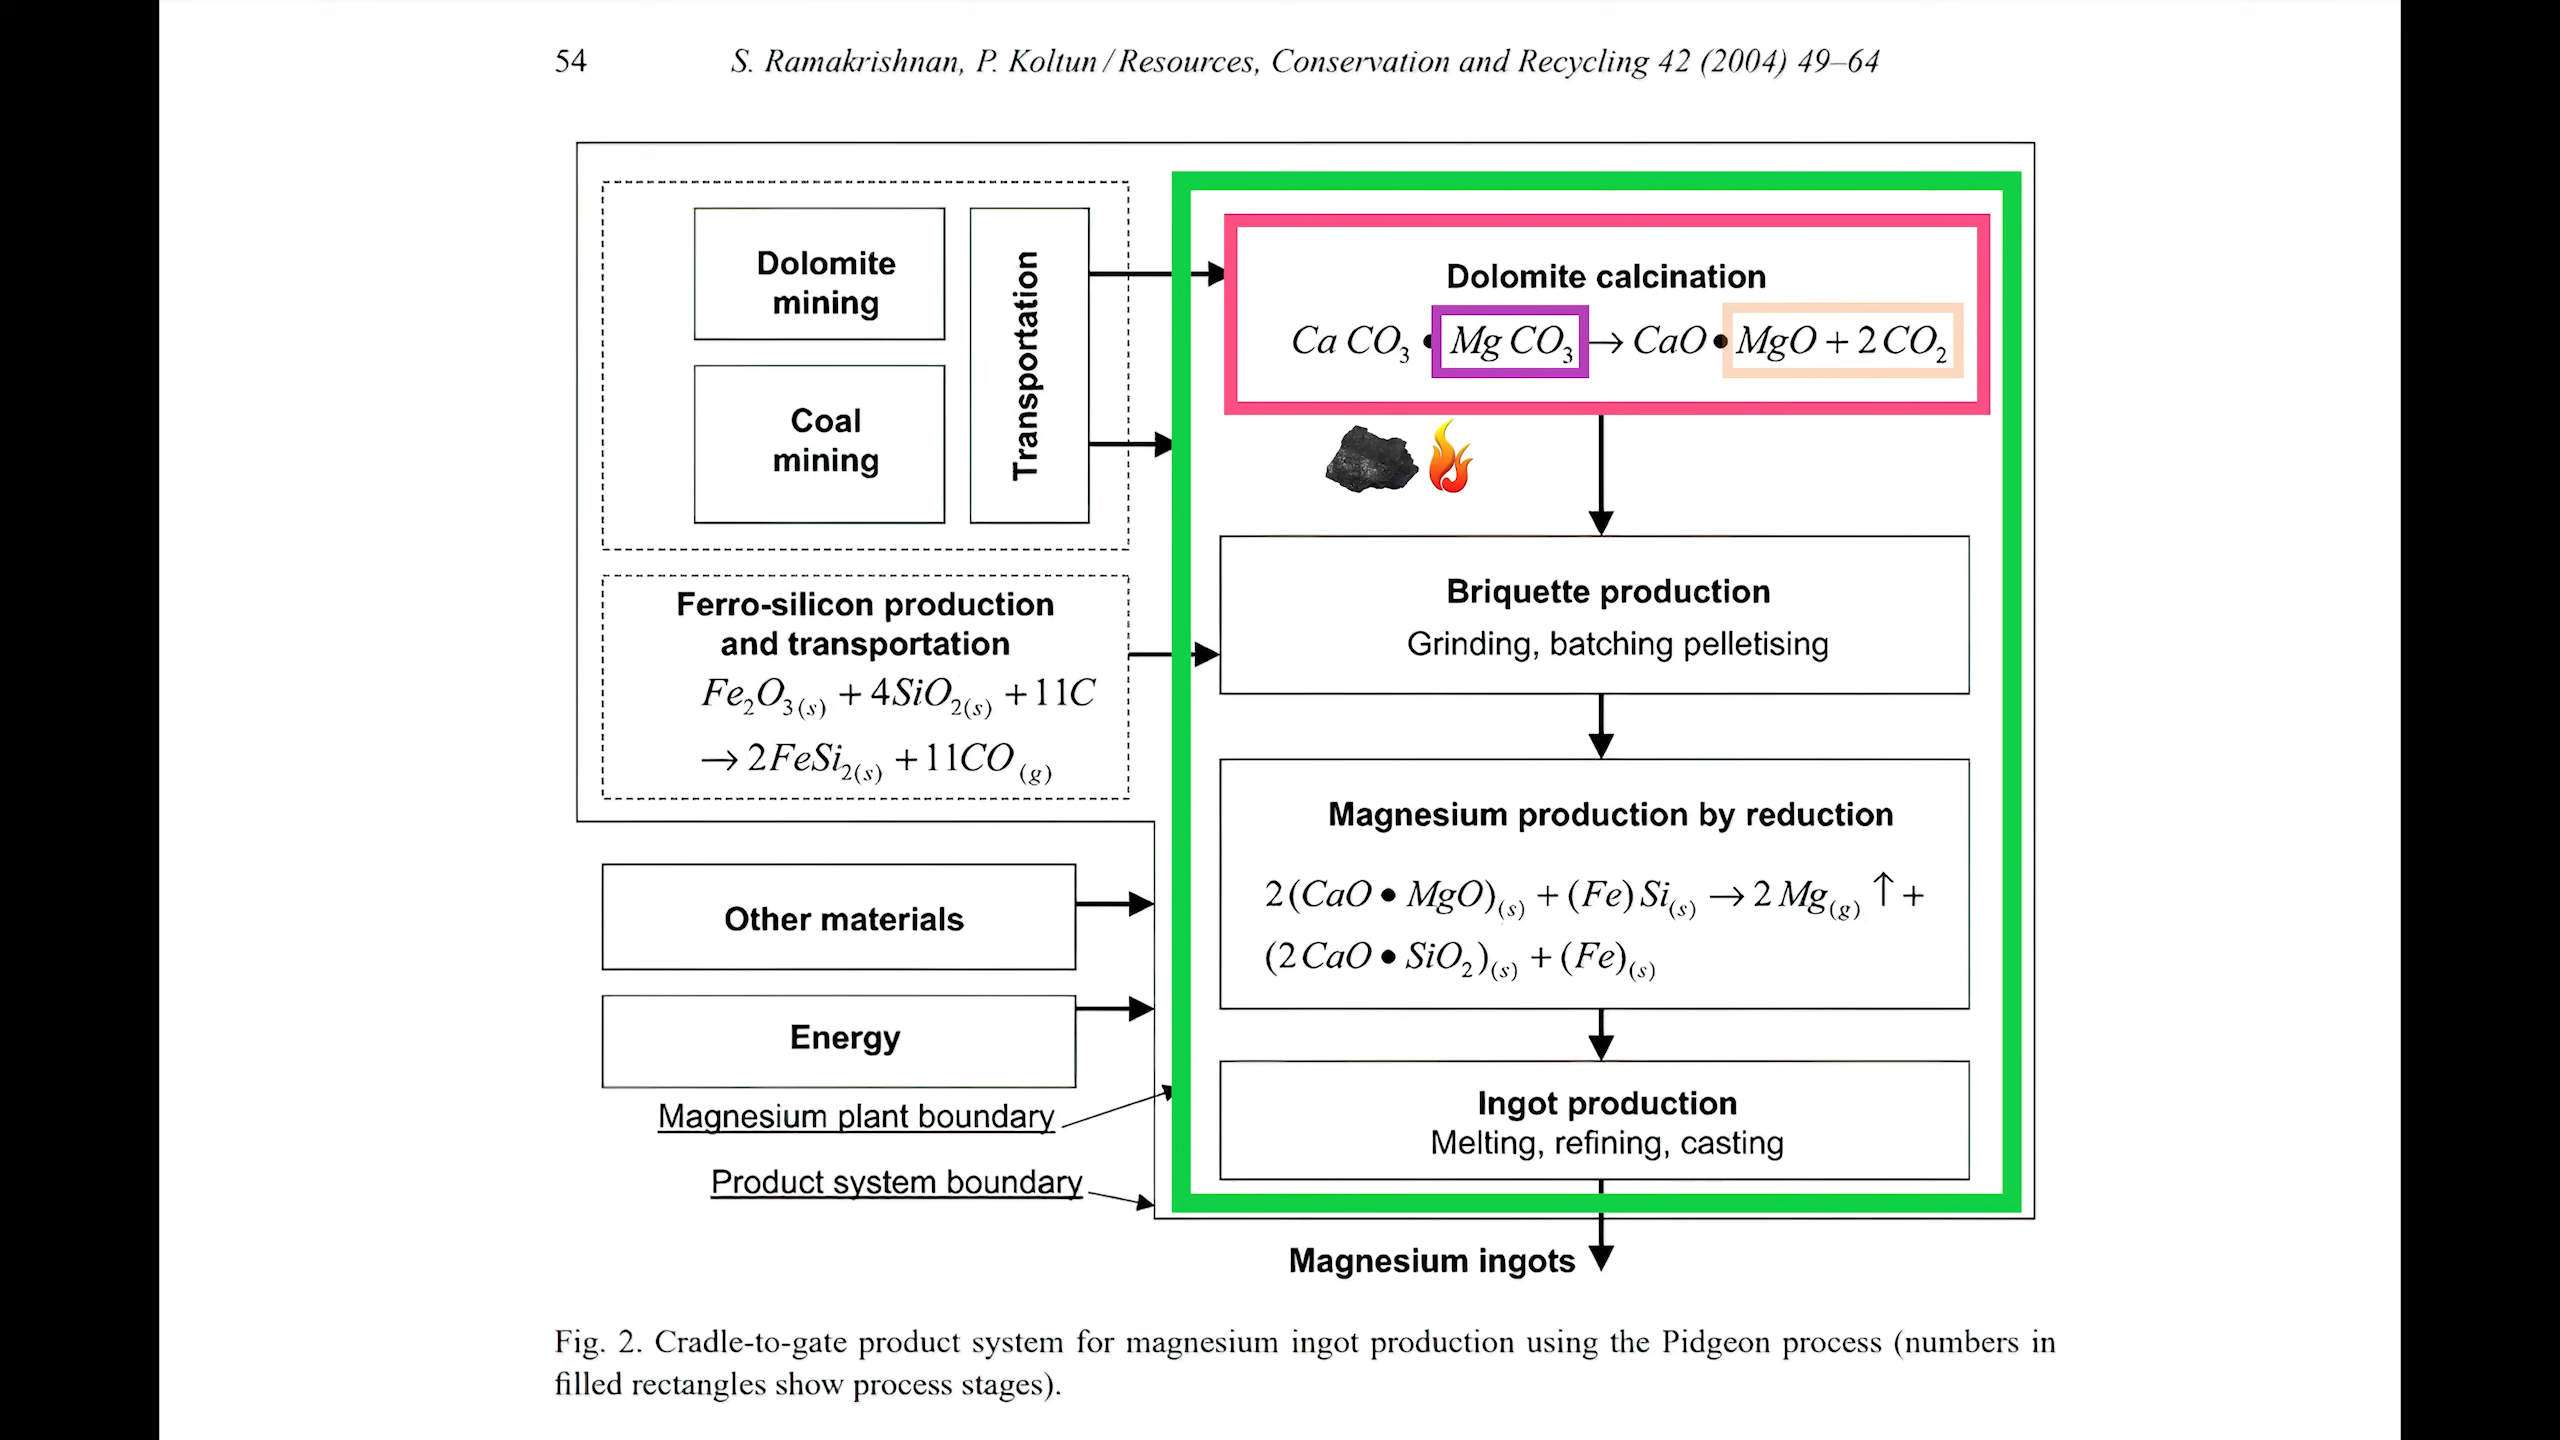 54 S. Ramakrishnan, P. Koltun / Resources, Conservation and Recycling 42 (2004) 49–64
Dolomite
mining
Coal
mining
Transportation
Ferro-silicon production
and transportation
Fe₂O₃₍ₛ₎ + 4SiO₂₍ₛ₎ + 11C
→ 2FeSi₂₍ₛ₎ + 11CO (g)
Other materials
Energy
Magnesium plant boundary
Product system boundary
Dolomite calcination
Ca CO₃ • Mg CO₃ → CaO • MgO + 2 CO₂
Briquette production
Grinding, batching pelletising
Magnesium production by reduction
2 (CaO • MgO)₍ₛ₎ + (Fe) Si₍ₛ₎ → 2 Mg(g) ↑ +
(2 CaO • SiO₂)₍ₛ₎ + (Fe)₍ₛ₎
Ingot production
Melting, refining, casting
Magnesium ingots
Fig. 2. Cradle-to-gate product system for magnesium ingot production using the Pidgeon process (numbers in
filled rectangles show process stages).